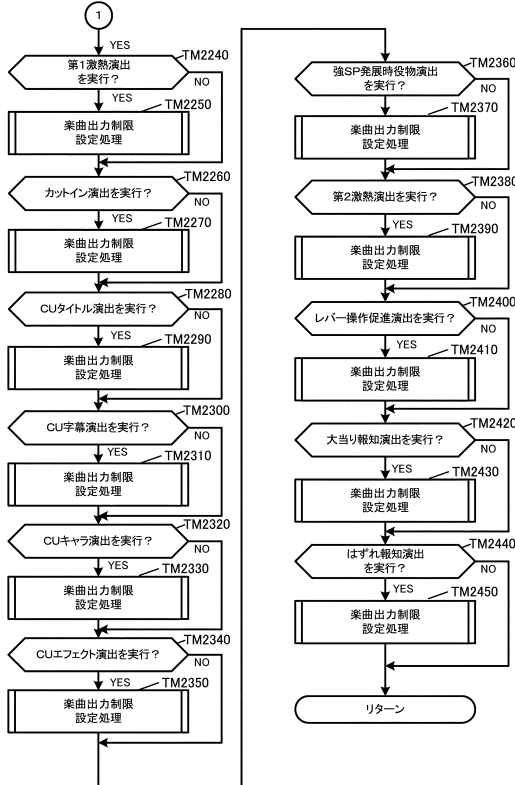 1
YES
TM2240
第1激熱演出
を実行？
NO
YES
TM2250
楽曲出力制限
設定処理
TM2260
カットイン演出を実行？
NO
YES
TM2270
楽曲出力制限
設定処理
TM2280
CUタイトル演出を実行？
NO
YES
TM2290
楽曲出力制限
設定処理
TM2300
CU字幕演出を実行？
NO
YES
TM2310
楽曲出力制限
設定処理
TM2320
CUキャラ演出を実行？
NO
YES
TM2330
楽曲出力制限
設定処理
TM2340
CUエフェクト演出を実行？
NO
YES
TM2350
楽曲出力制限
設定処理
TM2360
強SP発展時役物演出
を実行？
NO
YES
TM2370
楽曲出力制限
設定処理
TM2380
第2激熱演出を実行？
NO
YES
TM2390
楽曲出力制限
設定処理
TM2400
レバー操作促進演出を実行？
NO
YES
TM2410
楽曲出力制限
設定処理
TM2420
大当り報知演出を実行？
NO
YES
TM2430
楽曲出力制限
設定処理
TM2440
はずれ報知演出
を実行？
NO
YES
TM2450
楽曲出力制限
設定処理
リターン